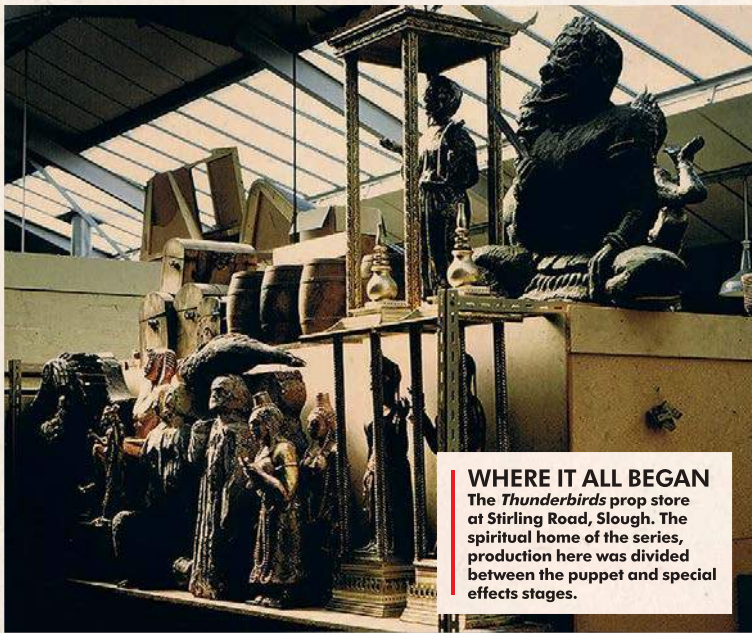 WHERE IT ALL BEGAN
The Thunderbirds prop store
at Stirling Road, Slough. The
spiritual home of the series,
production here was divided
between the puppet and special
effects stages.